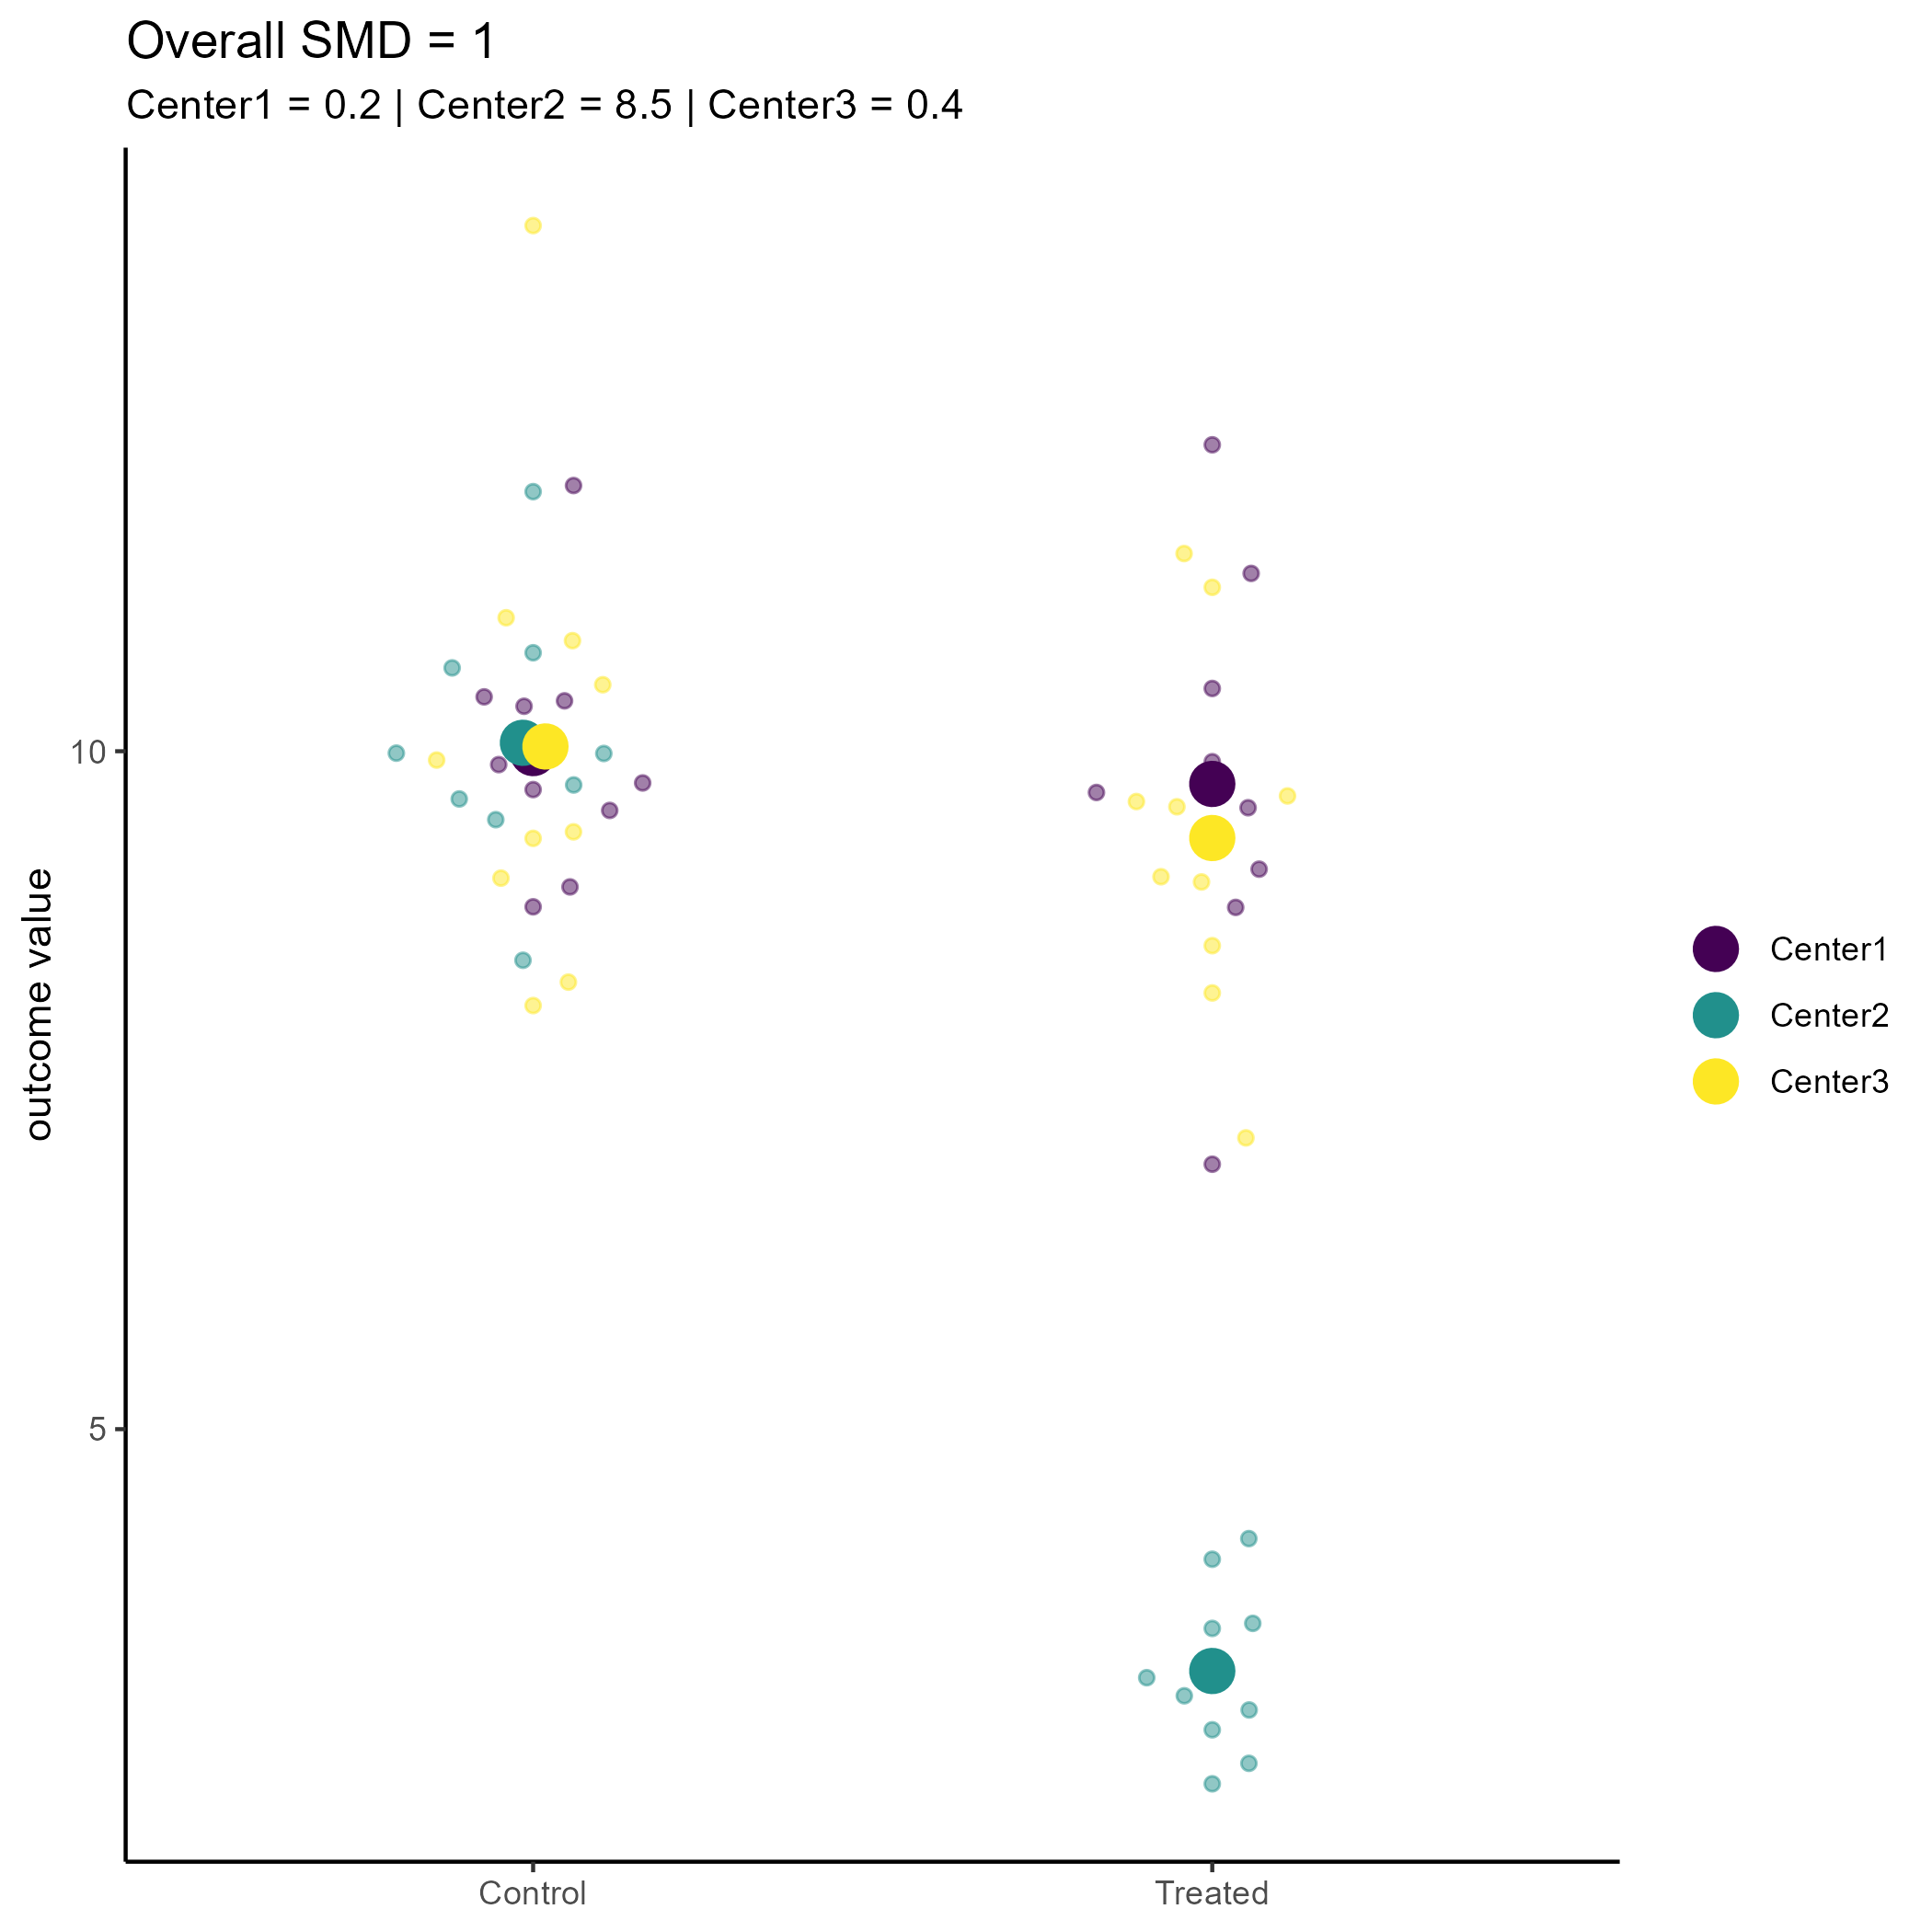 Overall SMD = 1
Center1 = 0.2 | Center2 = 8.5 | Center3 = 0.4
outcome value
10
5
Control
Treated
Center1
Center2
Center3